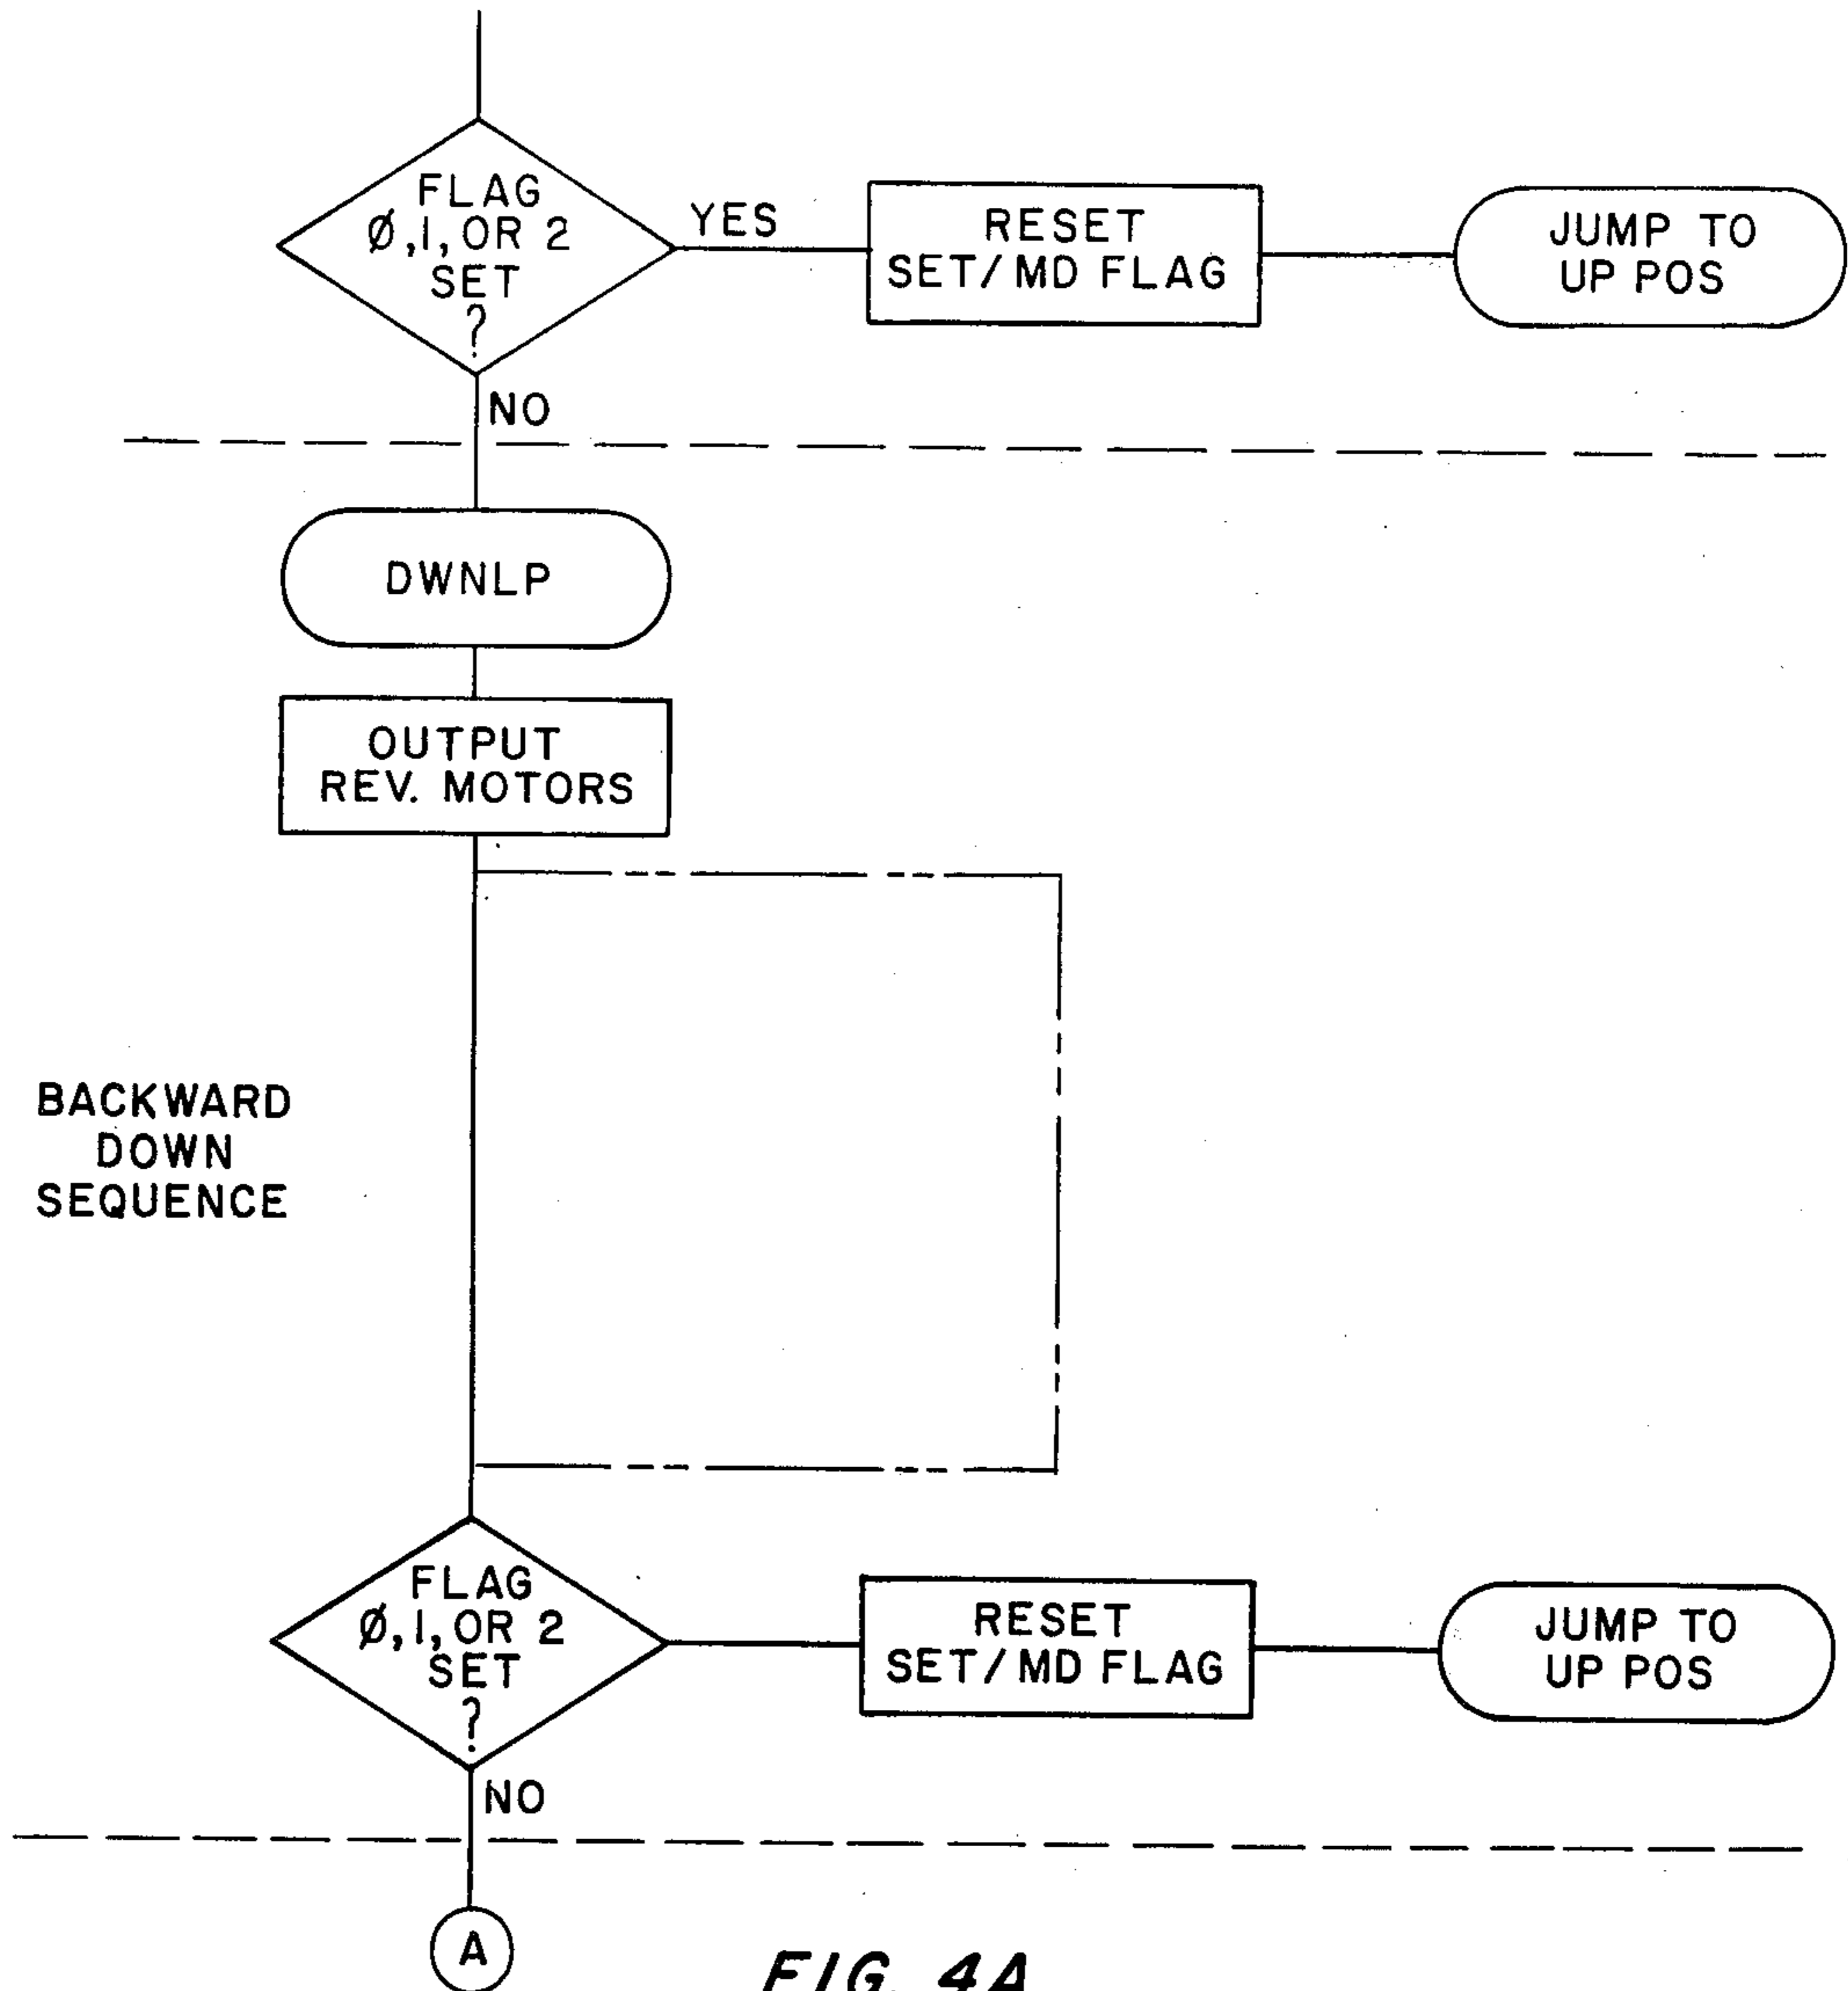 FLAG
Ø,1, OR 2
SET
?
YES
RESET
SET/MD FLAG
JUMP TO
UP POS
NO
DWNLP
OUTPUT
REV. MOTORS
BACKWARD
DOWN
SEQUENCE
FLAG
Ø,1, OR 2
SET
?
RESET
SET/MD FLAG
JUMP TO
UP POS
NO
A
FIG. 4A